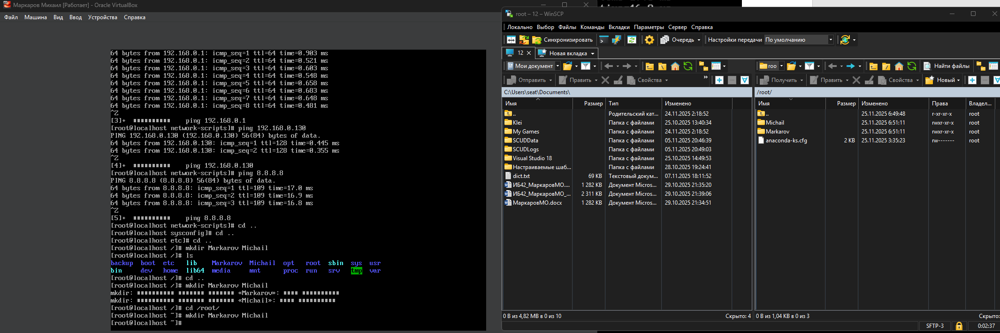 Маркаров Михаил [Работает] - Oracle VirtualBox
Файл Машина Вид Ввод Устройства Справка
64 bytes from 192.168.0.1: icmp_seq=1 ttl=64 time=0.903 ms
64 bytes from 192.168.0.1: icmp_seq=2 ttl=64 time=0.521 ms
64 bytes from 192.168.0.1: icmp_seq=3 ttl=64 time=0.603 ms
64 bytes from 192.168.0.1: icmp_seq=4 ttl=64 time=0.548 ms
64 bytes from 192.168.0.1: icmp_seq=5 ttl=64 time=0.658 ms
64 bytes from 192.168.0.1: icmp_seq=6 ttl=64 time=0.683 ms
64 bytes from 192.168.0.1: icmp_seq=7 ttl=64 time=0.648 ms
64 bytes from 192.168.0.1: icmp_seq=8 ttl=64 time=0.481 ms
^Z
[3]+ ping 192.168.0.1
[root@localhost network-scripts]# ping 192.168.0.130
PING 192.168.0.130 (192.168.0.130) 56(84) bytes of data.
64 bytes from 192.168.0.130: icmp_seq=1 ttl=128 time=0.445 ms
64 bytes from 192.168.0.130: icmp_seq=2 ttl=128 time=0.355 ms
^Z
[4]+ ping 192.168.0.130
[root@localhost network-scripts]# ping 8.8.8.8
PING 8.8.8.8 (8.8.8.8) 56(84) bytes of data.
64 bytes from 8.8.8.8: icmp_seq=1 ttl=109 time=17.0 ms
64 bytes from 8.8.8.8: icmp_seq=2 ttl=109 time=16.9 ms
64 bytes from 8.8.8.8: icmp_seq=3 ttl=109 time=16.8 ms
^Z
[5]+ ping 8.8.8.8
[root@localhost network-scripts]# cd ..
[root@localhost sysconfig]# cd ..
[root@localhost etc]# cd ..
[root@localhost /]# mkdir Markarov Michail
[root@localhost /]# ls
backup boot etc lib Markarov Michail opt root sbin sys usr
bin dev home lib64 media mnt proc run srv tmp var
[root@localhost /]# cd ..
[root@localhost /]# mkdir Markarov Michail
mkdir: «Markarov»:
mkdir: «Michail»:
[root@localhost /]# cd /root/
[root@localhost ~]# mkdir Markarov Michail
[root@localhost ~]#
root – 12 – WinSCP
Локально Выбор Файлы Команды Вкладки Параметры Сервер Справка
Синхронизировать Очередь Настройки передачи По умолчанию
12 Новая вкладка
Мои документ roo Найти файлы
Отправить Править Свойства » Получить Править Свойства Новый
C:\Users\seat\Documents\
Имя Размер Тип Изменено
.. Родительский кат... 24.11.2025 2:18:52
Klei Папка с файлами 25.10.2025 13:40:34
My Games Папка с файлами 24.11.2025 2:18:52
SCUDData Папка с файлами 05.11.2025 20:46:39
SCUDLogs Папка с файлами 05.11.2025 20:49:03
Visual Studio 18 Папка с файлами 25.10.2025 14:49:53
Настраиваемые шаб... Папка с файлами 28.10.2025 19:24:41
dict.txt 69 KB Текстовый докум... 07.11.2025 18:11:52
ИБ42_МаркаровМО.... 1 282 KB Документ Micros... 29.10.2025 21:35:20
ИБ42_МаркаровМО_... 2 311 KB Документ Micros... 29.10.2025 21:39:06
МаркаровМО.docx 1 282 KB Документ Micros... 29.10.2025 21:34:51
0 B из 4,82 MB в 0 из 10 Скрыто: 4
/root/
Имя Размер Изменено Права Владел...
.. 25.11.2025 6:49:48 r-xr-xr-x root
Michail 25.11.2025 6:51:11 rwxr-xr-x root
Markarov 25.11.2025 6:51:11 rwxr-xr-x root
anaconda-ks.cfg 2 KB 25.11.2025 3:35:23 rw------- root
0 B из 1,04 KB в 0 из 3 Скрыто:
SFTP-3 0:02:37